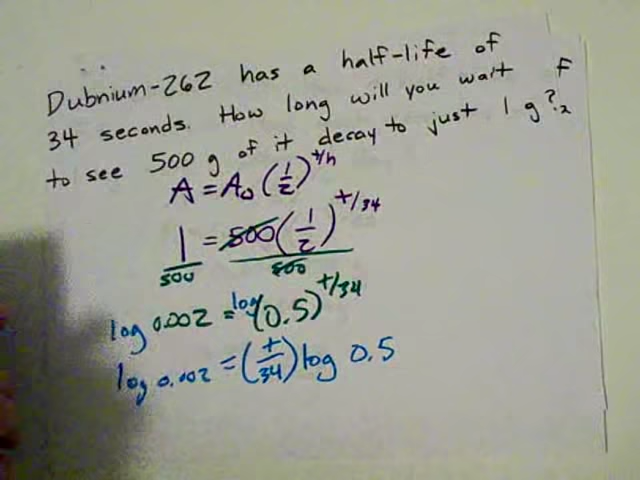 Dubnium-262 has a half-life of
34 seconds. How long will you wait F
to see 500 g of it decay to just 1 g? 2
A = A₀ (1/2)^t/h
1/500 = 500 (1/2)^t/34 / 500
log 0.002 = log (0.5)^t/34
log 0.002 = (t/34) log 0.5